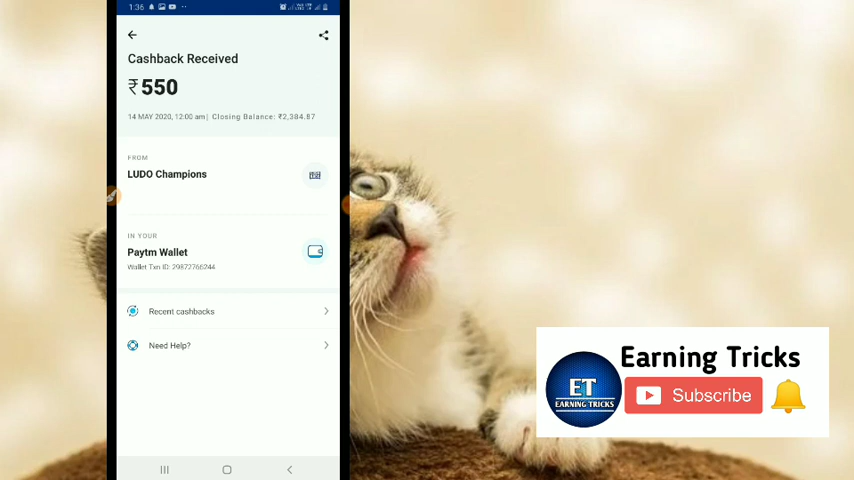 1:36
Cashback Received
₹550
14 MAY 2020, 12:00 am| Closing Balance: ₹2,384.87
FROM
LUDO Champions
IN YOUR
Paytm Wallet
Wallet Txn ID: 29872766244
Recent cashbacks
Need Help?
Earning Tricks
ET
EARNING TRICKS
Subscribe